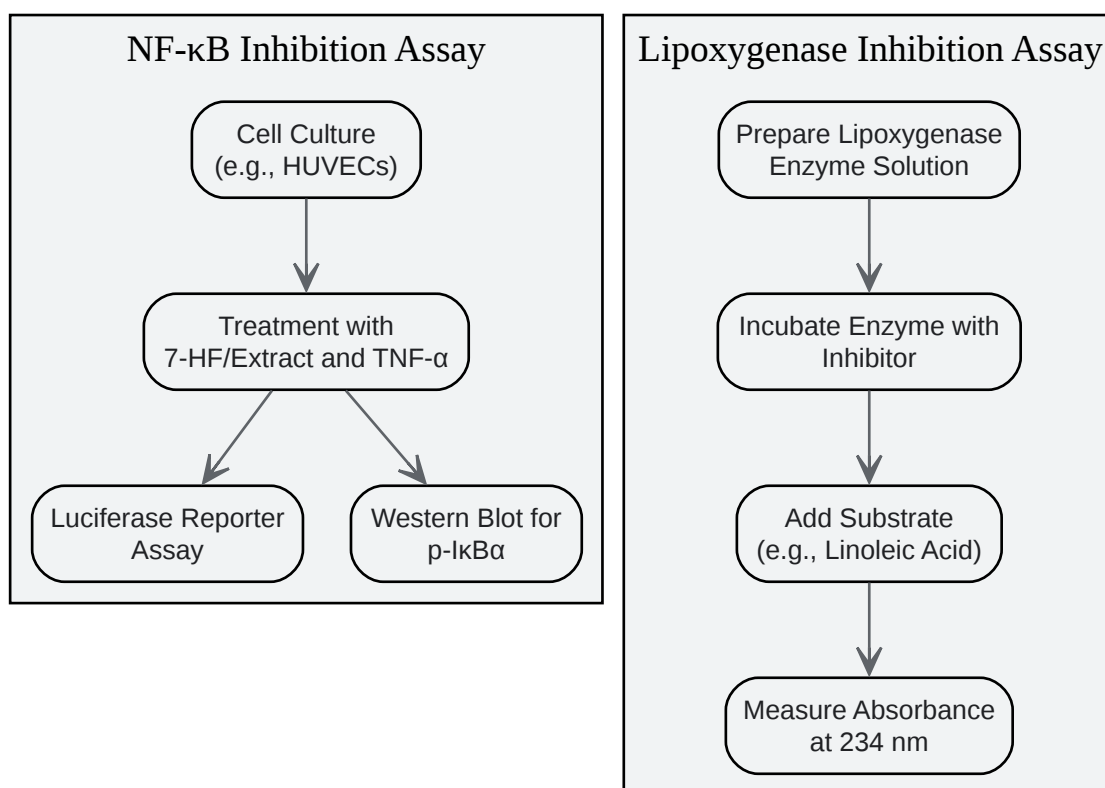 NF-κB Inhibition Assay
Cell Culture
(e.g., HUVECs)
Treatment with
7-HF/Extract and TNF-α
Luciferase Reporter
Assay
Western Blot for
p-IκBα
Lipoxygenase Inhibition Assay
Prepare Lipoxygenase
Enzyme Solution
Incubate Enzyme with
Inhibitor
Add Substrate
(e.g., Linoleic Acid)
Measure Absorbance
at 234 nm